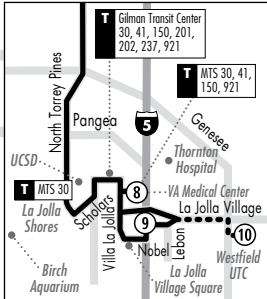 T
Gilman Transit Center
30, 41, 150, 201,
202, 237, 921
T
MTS 30, 41,
150, 921
North Torrey Pines
Pangea
5
Genesee
UCSD
Thornton
Hospital
T
MTS 30
8
VA Medical Center
La Jolla
Shores
Scholars
Villa La Jolla
9
La Jolla Village
Nobel
Lebon
10
Westfield
UTC
Birch
Aquarium
La Jolla
Village Square